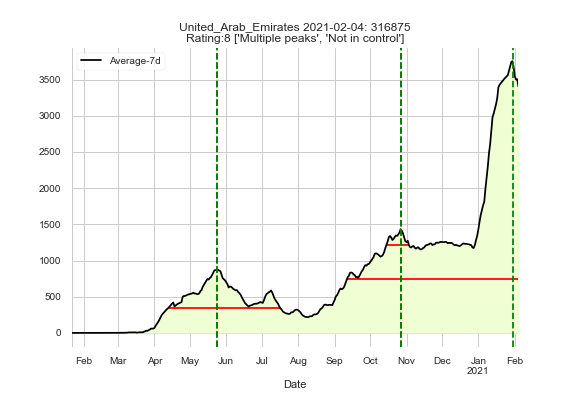 United_Arab_Emirates 2021-02-04: 316875
Rating:8 ['Multiple peaks', 'Not in control']
Average-7d
3500
3000
2500
2000
1500
1000
500
0
Feb Mar Apr May Jun Jul Aug Sep Oct Nov Dec Jan Feb
2021
Date